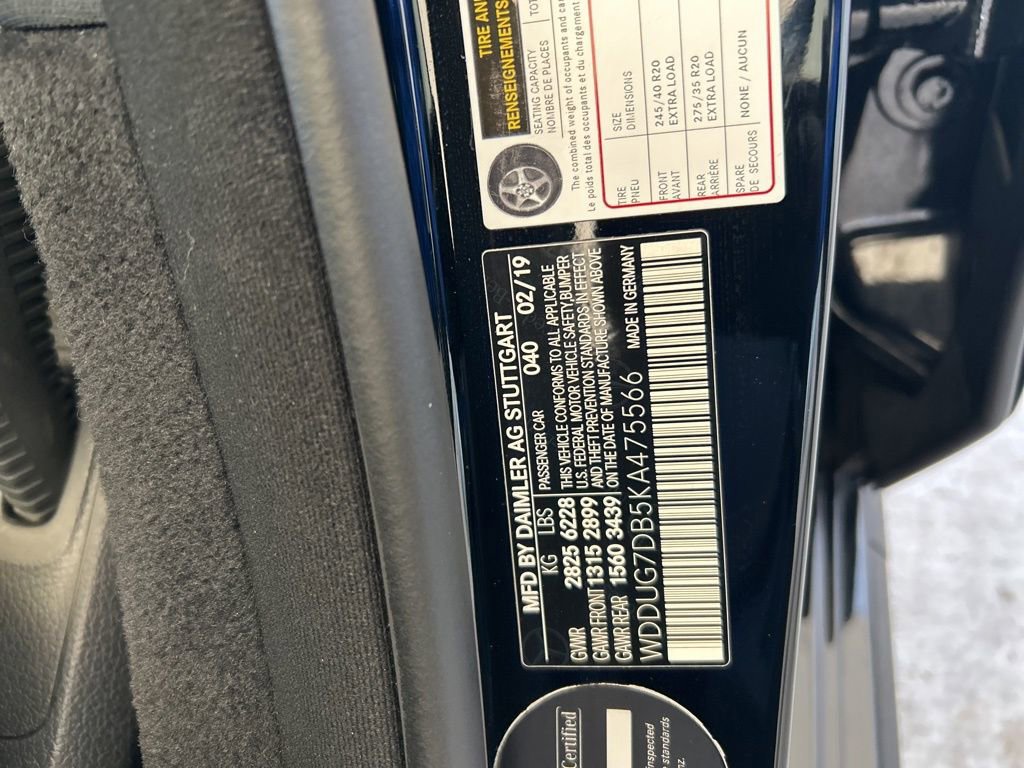 TIRE AN
RENSEIGNEMENTS
SEATING CAPACITY
NOMBRE DE PLACES
TOT
The combined weight of occupants and ca
Le poids total des occupants et du chargement
TIRE SIZE
PNEU DIMENSIONS
FRONT 245/40 R20
AVANT EXTRA LOAD
REAR 275/35 R20
ARRIÈRE EXTRA LOAD
SPARE NONE / AUCUN
DE SECOURS
MFD BY DAIMLER AG STUTTGART
KG LBS PASSENGER CAR 040 02/19
GVWR 2825 6228
GAWR FRONT 1315 2899
GAWR REAR 1560 3439
THIS VEHICLE CONFORMS TO ALL APPLICABLE
U.S. FEDERAL MOTOR VEHICLE SAFETY, BUMPER
AND THEFT PREVENTION STANDARDS IN EFFECT
ON THE DATE OF MANUFACTURE SHOWN ABOVE
WDDUG7DB5KA475566 MADE IN GERMANY
Certified
inspected
standards
nz.